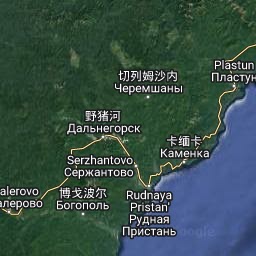 Plastun
Пластун
切列姆沙内
Черемшаны
野猪河
Дальнегорск
卡缅卡
Каменка
Serzhantovo
Сержантово
博戈波尔
Богополь
alerovo
алерово
Rudnaya
Pristan'
Рудная
Пристань
Google